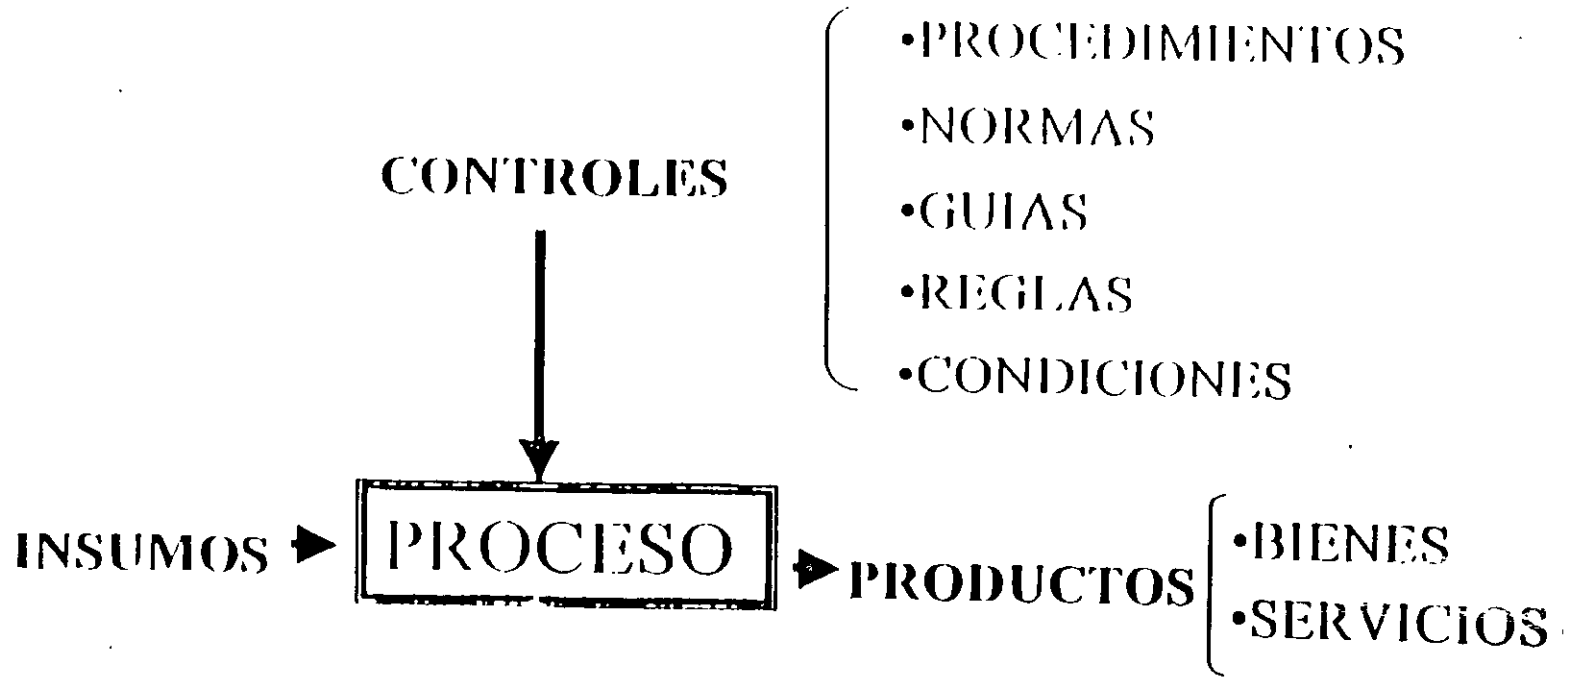 CONTROLES
•PROCEDIMIENTOS
•NORMAS
•GUIAS
•REGLAS
•CONDICIONES
INSUMOS
PROCESO
PRODUCTOS
•BIENES
•SERVICIOS